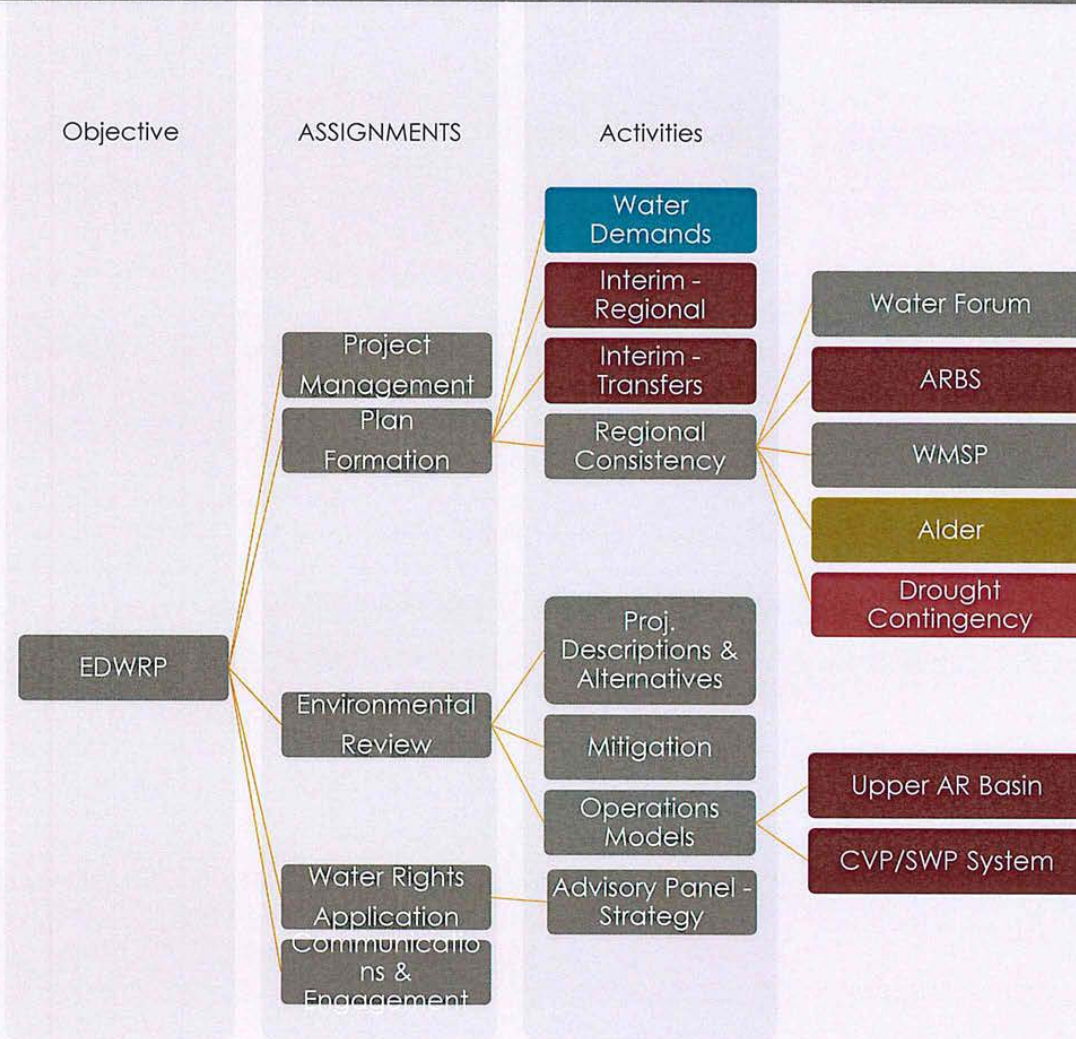 Objective
ASSIGNMENTS
Activities
Water
Demands
Interim -
Regional
Interim -
Transfers
Regional
Consistency
Project
Management
Plan
Formation
Water Forum
ARBS
WMSP
Alder
Drought
Contingency
EDWRP
Environmental
Review
Proj.
Descriptions &
Alternatives
Mitigation
Operations
Models
Upper AR Basin
CVP/SWP System
Water Rights
Application
Advisory Panel -
Strategy
Communicatio
ns &
Engagement